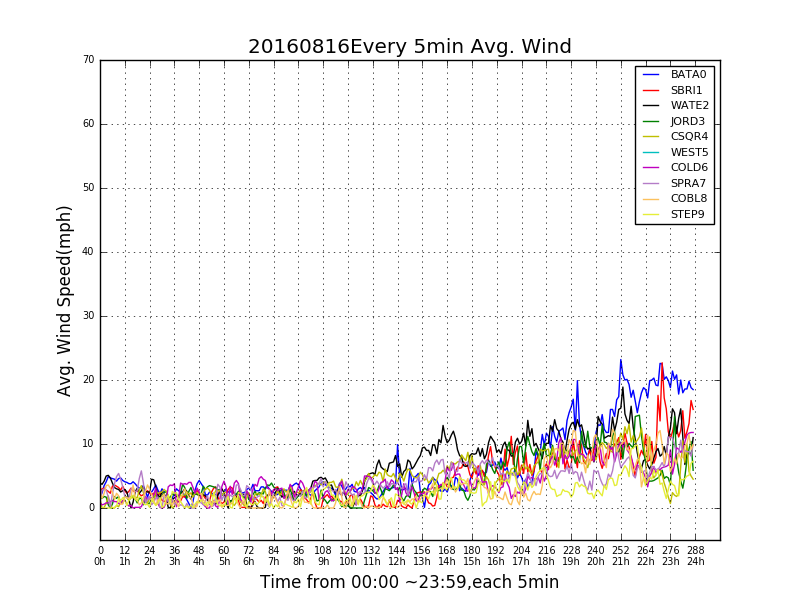 20160816Every 5min Avg. Wind
70
60
50
40
30
20
10
0
Avg. Wind Speed(mph)
BATA0
SBRI1
WATE2
JORD3
CSQR4
WEST5
COLD6
SPRA7
COBL8
STEP9
0 12 24 36 48 60 72 84 96 108 120 132 144 156 168 180 192 204 216 228 240 252 264 276 288
0h 1h 2h 3h 4h 5h 6h 7h 8h 9h 10h 11h 12h 13h 14h 15h 16h 17h 18h 19h 20h 21h 22h 23h 24h
Time from 00:00 ~23:59,each 5min